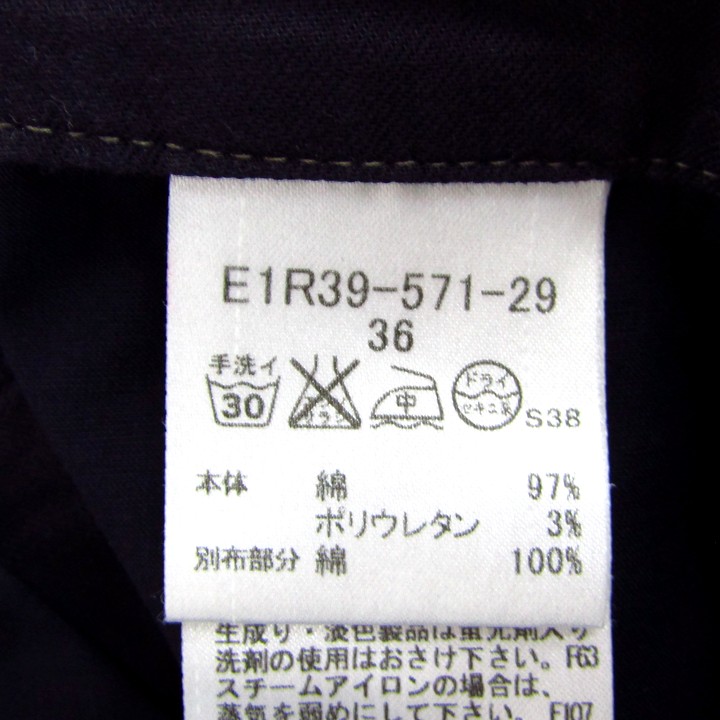 E1R39-571-29
36
手洗イ
30 中 ドライ
セキユ系 S38
本体 綿 97%
ポリウレタン 3%
別布部分 綿 100%
生成り・淡色製品は蛍光剤入り
洗剤の使用はおさけ下さい。F63
スチームアイロンの場合は、
蒸気を弱めにして下さい。F107